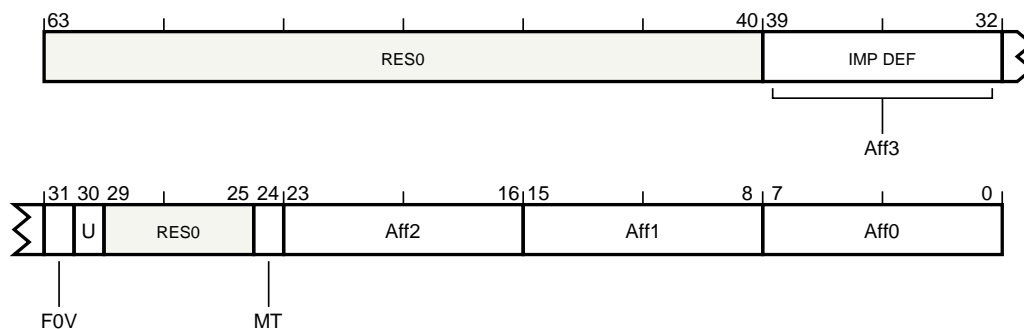 63 40 39 32
RES0 IMP DEF
Aff3
31 30 29 25 24 23 16 15 8 7 0
U RES0 Aff2 Aff1 Aff0
F0V MT